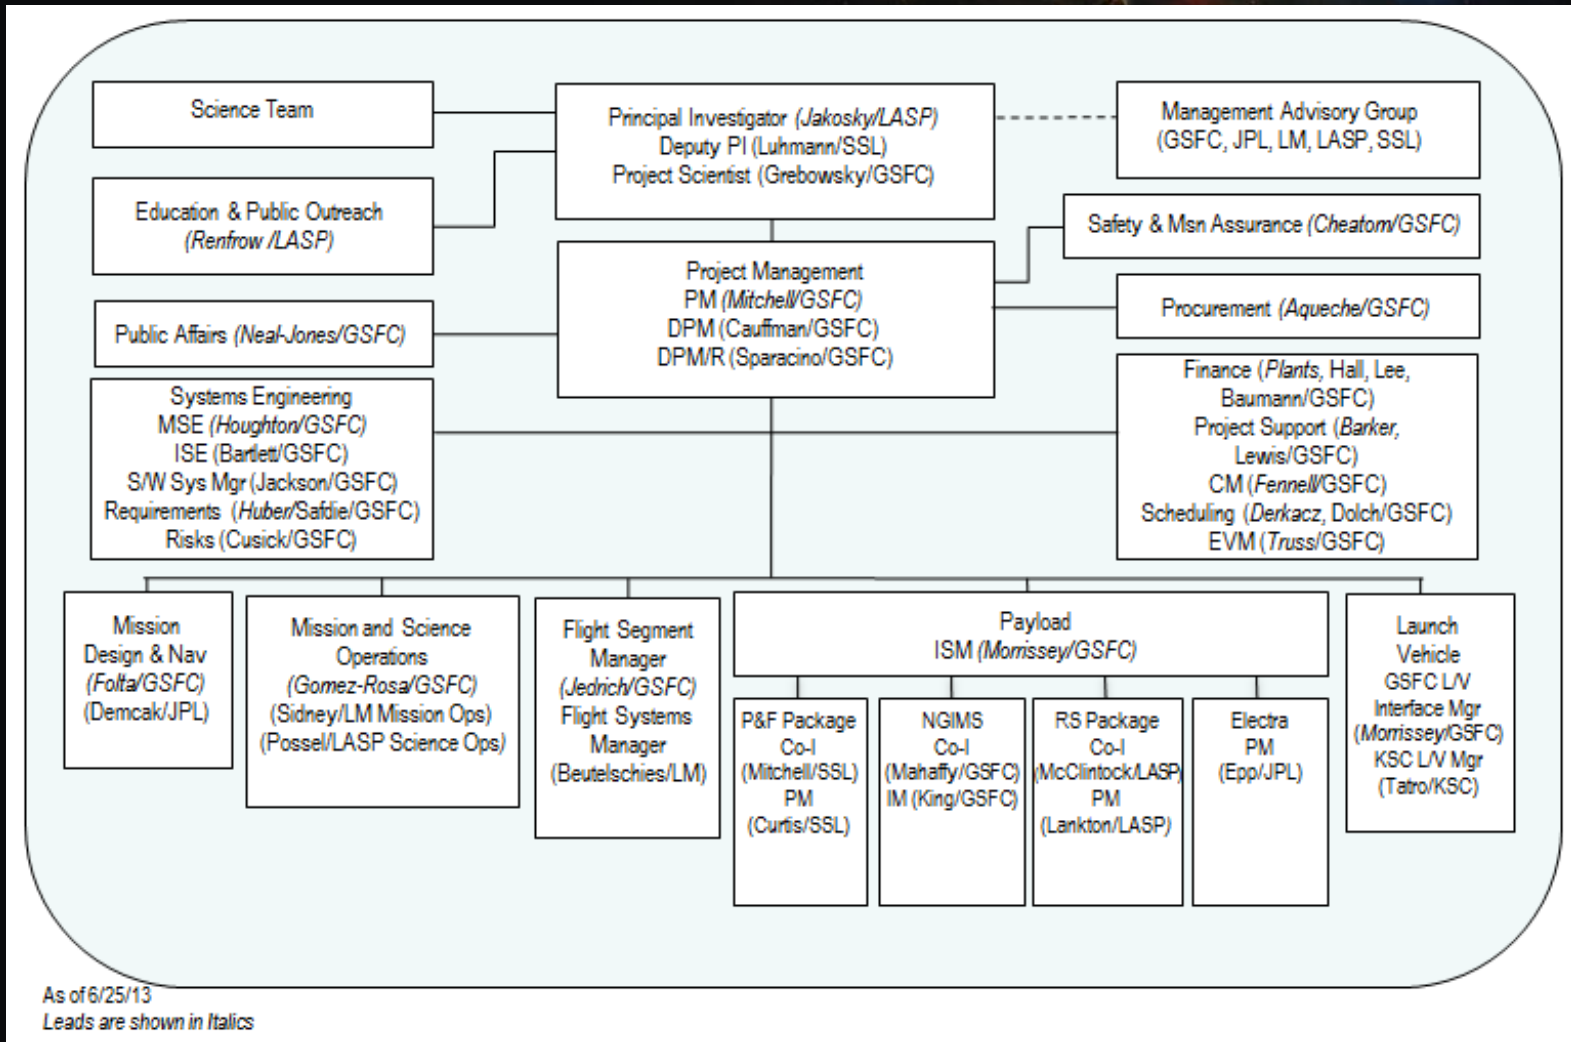 Science Team
Principal Investigator (Jakosky/LASP)
Deputy PI (Luhmann/SSL)
Project Scientist (Grebowsky/GSFC)
Management Advisory Group
(GSFC, JPL, LM, LASP, SSL)
Education & Public Outreach
(Renfrow /LASP)
Safety & Msn Assurance (Cheatom/GSFC)
Project Management
PM (Mitchell/GSFC)
DPM (Cauffman/GSFC)
DPM/R (Sparacino/GSFC)
Procurement (Aqueche/GSFC)
Public Affairs (Neal-Jones/GSFC)
Systems Engineering
MSE (Houghton/GSFC)
ISE (Bartlett/GSFC)
S/W Sys Mgr (Jackson/GSFC)
Requirements (Huber/Safdie/GSFC)
Risks (Cusick/GSFC)
Finance (Plants, Hall, Lee,
Baumann/GSFC)
Project Support (Barker,
Lewis/GSFC)
CM (Fennell/GSFC)
Scheduling (Derkacz, Dolch/GSFC)
EVM (Truss/GSFC)
Mission
Design & Nav
(Folta/GSFC)
(Demcak/JPL)
Mission and Science
Operations
(Gomez-Rosa/GSFC)
(Sidney/LM Mission Ops)
(Possel/LASP Science Ops)
Flight Segment
Manager
(Jedrich/GSFC)
Flight Systems
Manager
(Beutelschies/LM)
Payload
ISM (Morrissey/GSFC)
P&F Package
Co-I
(Mitchell/SSL)
PM
(Curtis/SSL)
NGIMS
Co-I
(Mahaffy/GSFC)
IM (King/GSFC)
RS Package
Co-I
(McClintock/LASP)
PM
(Lankton/LASP)
Electra
PM
(Epp/JPL)
Launch
Vehicle
GSFC L/V
Interface Mgr
(Morrissey/GSFC)
KSC L/V Mgr
(Tatro/KSC)
As of 6/25/13
Leads are shown in Italics